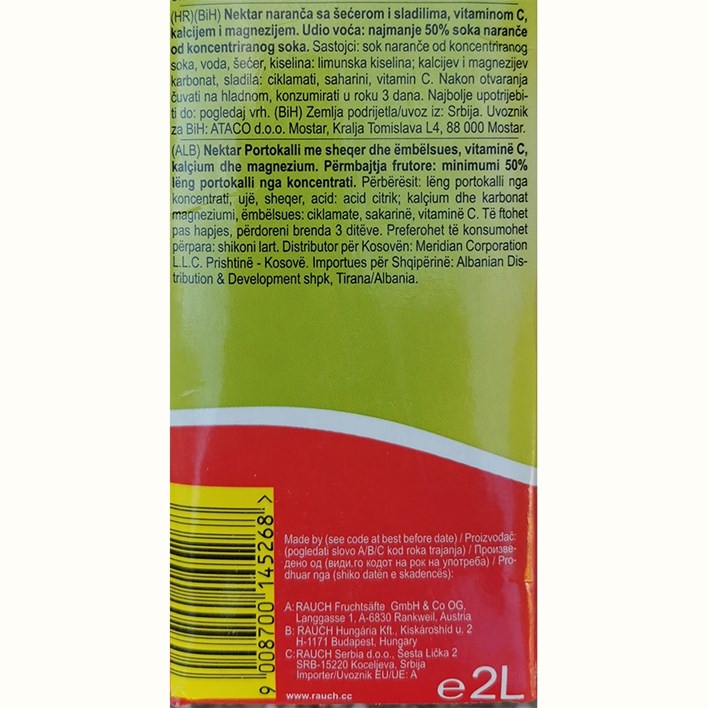 (HR)(BiH) Nektar naranča sa šećerom i sladilima, vitaminom C,
kalcijem i magnezijem. Udio voća: najmanje 50% soka naranče
od koncentriranog soka. Sastojci: sok naranče od koncentriranog
soka, voda, šećer, kiselina: limunska kiselina; kalcijev i magnezijev
karbonat, sladila: ciklamati, saharini, vitamin C. Nakon otvaranja
čuvati na hladnom, konzumirati u roku 3 dana. Najbolje upotrijebi-
ti do: pogledaj vrh. (BiH) Zemlja podrijetla/uvoz iz: Srbija. Uvoznik
za BiH: ATACO d.o.o. Mostar, Kralja Tomislava L4, 88 000 Mostar.
(ALB) Nektar Portokalli me sheqer dhe ëmbëlsues, vitaminë C,
kalçium dhe magnezium. Përmbajtja frutore: minimumi 50%
lëng portokalli nga koncentrati. Përbërësit: lëng portokalli nga
koncentrati, ujë, sheqer, acid: acid citrik; kalçium dhe karbonat
magneziumi, ëmbëlsues: ciklamate, sakarinë, vitaminë C. Të ftohet
pas hapjes, përdoreni brenda 3 ditëve. Preferohet të konsumohet
përpara: shikoni lart. Distributor për Kosovën: Meridian Corporation
L.L.C. Prishtinë - Kosovë. Importues për Shqipërinë: Albanian Dis-
tribution & Development shpk, Tirana/Albania.
Made by (see code at best before date) / Proizvođač:
(pogledati slovo A/B/C kod roka trajanja) / Произве-
дено од (види.го кодот на рок на употреба) / Pro-
dhuar nga (shiko datën e skadencës):
A: RAUCH Fruchtsäfte GmbH & Co OG,
Langgasse 1, A-6830 Rankweil, Austria
B: RAUCH Hungária Kft., Kiskároshíd u. 2
H-1171 Budapest, Hungary
C: RAUCH Serbia d.o.o., Šesta Lička 2
SRB-15220 Koceljeva, Srbija
Importer/Uvoznik EU/UE: A
www.rauch.cc
e 2L
9 008700 145268 >